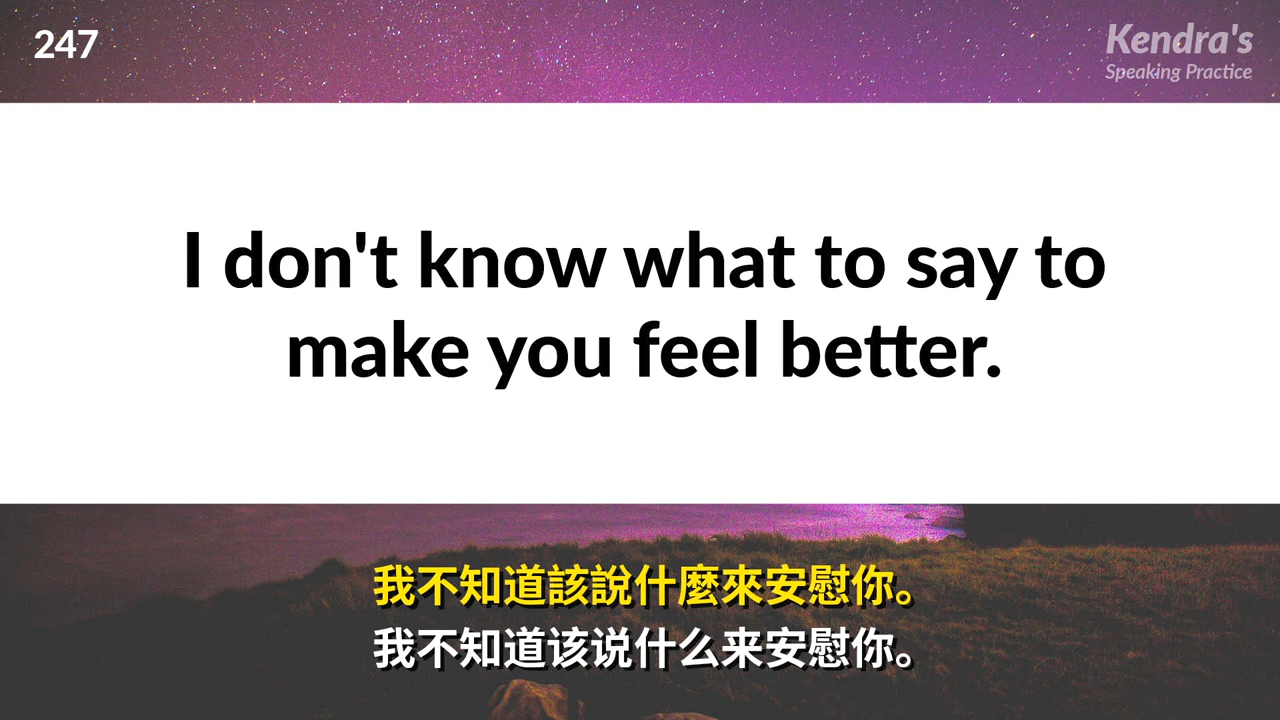 247
Kendra's
Speaking Practice
I don't know what to say to
make you feel better.
我不知道該說什麼來安慰你。
我不知道该说什么来安慰你。